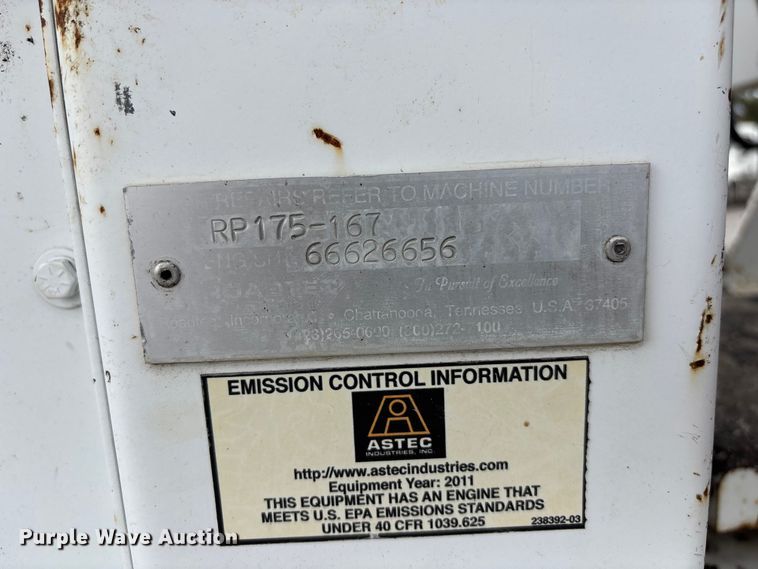 REPAIRS REFER TO MACHINE NUMBER
RP175-167
66626656
In Pursuit of Excellence
Chattanooga, Tennessee U.S.A. 37405
EMISSION CONTROL INFORMATION
ASTEC
INDUSTRIES, INC.
http://www.astecindustries.com
Equipment Year: 2011
THIS EQUIPMENT HAS AN ENGINE THAT
MEETS U.S. EPA EMISSIONS STANDARDS
UNDER 40 CFR 1039.625
238392-03
Purple Wave Auction